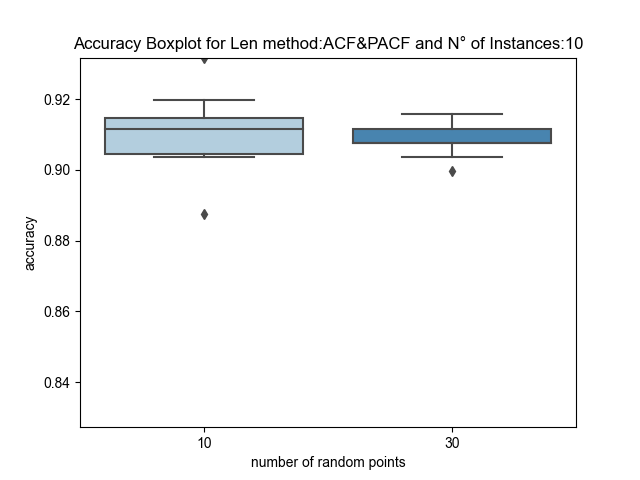 Accuracy Boxplot for Len method:ACF&PACF and N° of Instances:10
0.92
0.90
0.88
0.86
0.84
accuracy
10 30
number of random points